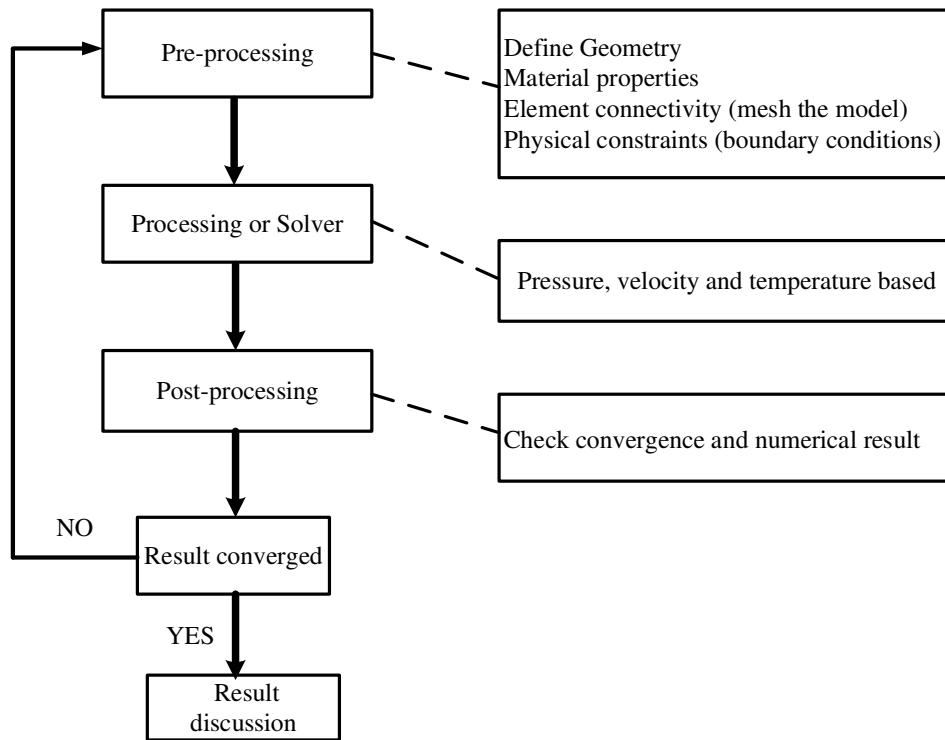 Pre-processing
Define Geometry
Material properties
Element connectivity (mesh the model)
Physical constraints (boundary conditions)
Processing or Solver
Pressure, velocity and temperature based
Post-processing
Check convergence and numerical result
NO
Result converged
YES
Result
discussion